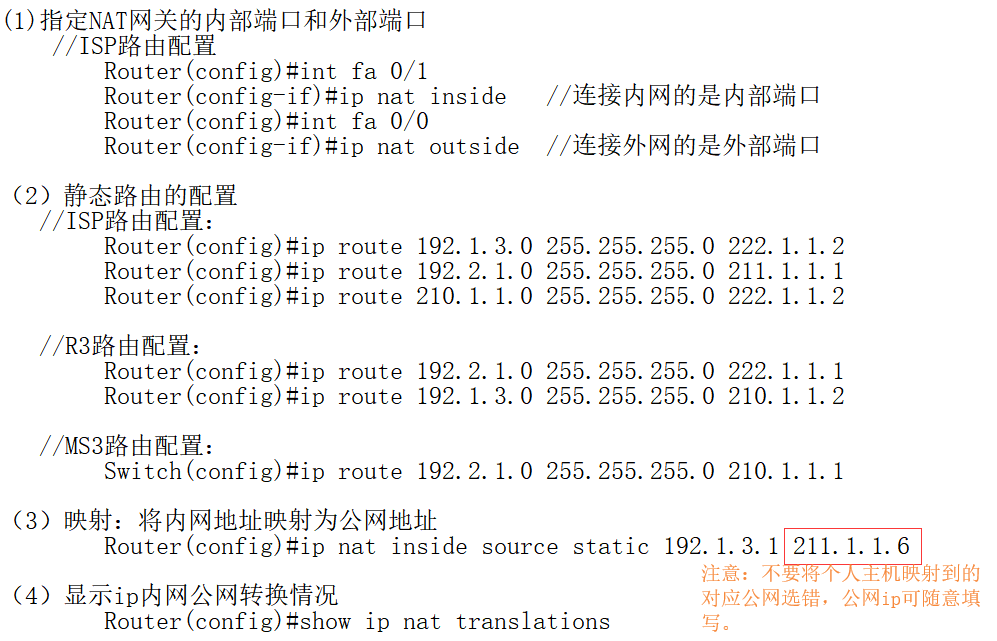 (1)指定NAT网关的内部端口和外部端口
//ISP路由配置
Router(config)#int fa 0/1
Router(config-if)#ip nat inside //连接内网的是内部端口
Router(config)#int fa 0/0
Router(config-if)#ip nat outside //连接外网的是外部端口
（2）静态路由的配置
//ISP路由配置:
Router(config)#ip route 192.1.3.0 255.255.255.0 222.1.1.2
Router(config)#ip route 192.2.1.0 255.255.255.0 211.1.1.1
Router(config)#ip route 210.1.1.0 255.255.255.0 222.1.1.2
//R3路由配置:
Router(config)#ip route 192.2.1.0 255.255.255.0 222.1.1.1
Router(config)#ip route 192.1.3.0 255.255.255.0 210.1.1.2
//MS3路由配置:
Switch(config)#ip route 192.2.1.0 255.255.255.0 210.1.1.1
（3）映射：将内网地址映射为公网地址
Router(config)#ip nat inside source static 192.1.3.1 211.1.1.6
注意：不要将个人主机映射到的
对应公网选错，公网ip可随意填
写。
（4）显示ip内网公网转换情况
Router(config)#show ip nat translations